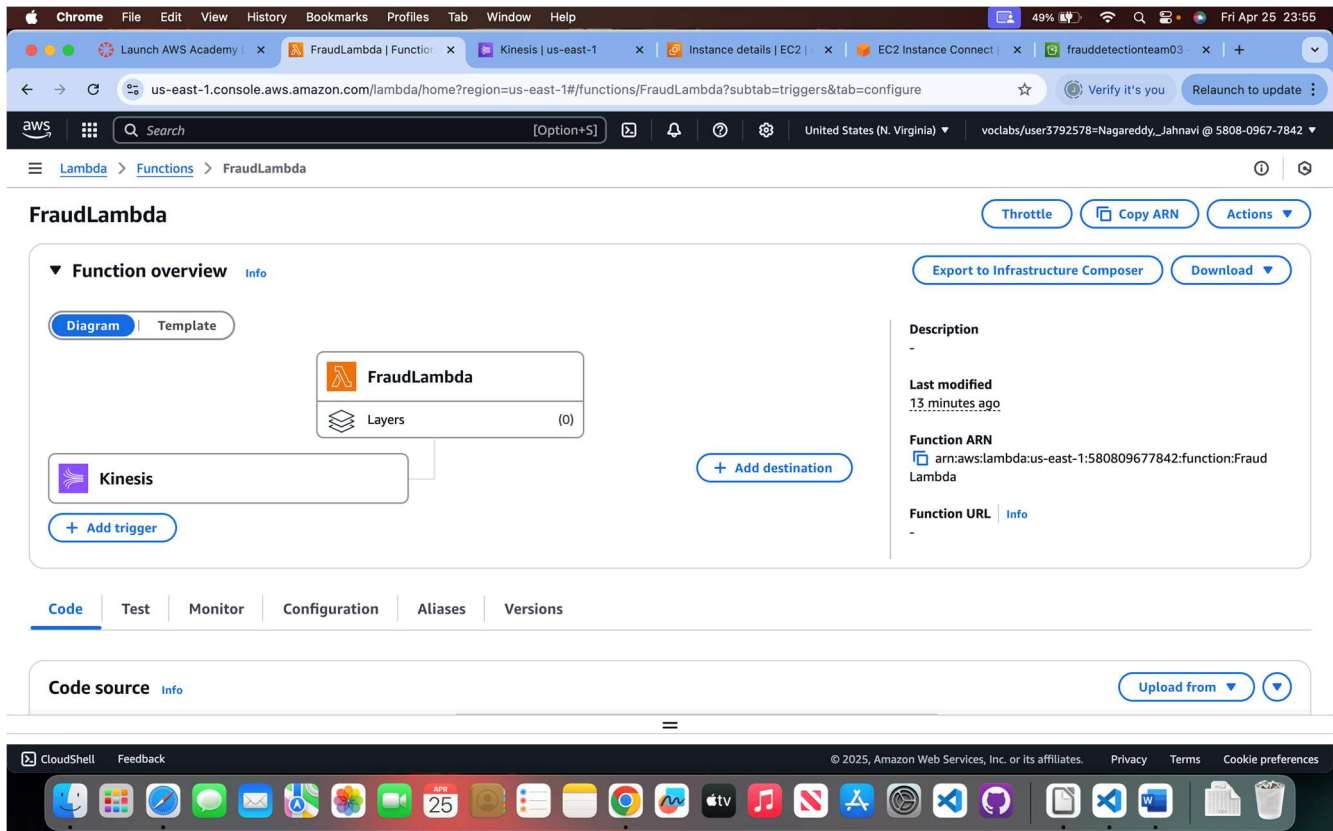 Chrome File Edit View History Bookmarks Profiles Tab Window Help 49% Fri Apr 25 23:55
Launch AWS Academy L FraudLambda | Function Kinesis | us-east-1 Instance details | EC2 | EC2 Instance Connect | frauddetectionteam03 -
us-east-1.console.aws.amazon.com/lambda/home?region=us-east-1#/functions/FraudLambda?subtab=triggers&tab=configure Verify it's you Relaunch to update
aws Search [Option+S] United States (N. Virginia) voclabs/user3792578=Nagareddy,_Jahnavi @ 5808-0967-7842
Lambda > Functions > FraudLambda
FraudLambda Throttle Copy ARN Actions
Function overview Info Export to Infrastructure Composer Download
Diagram Template
FraudLambda
Layers (0)
Kinesis
+ Add trigger
+ Add destination
Description
-
Last modified
13 minutes ago
Function ARN
arn:aws:lambda:us-east-1:580809677842:function:Fraud
Lambda
Function URL Info
-
Code Test Monitor Configuration Aliases Versions
Code source Info Upload from
CloudShell Feedback © 2025, Amazon Web Services, Inc. or its affiliates. Privacy Terms Cookie preferences
APR
25
tv